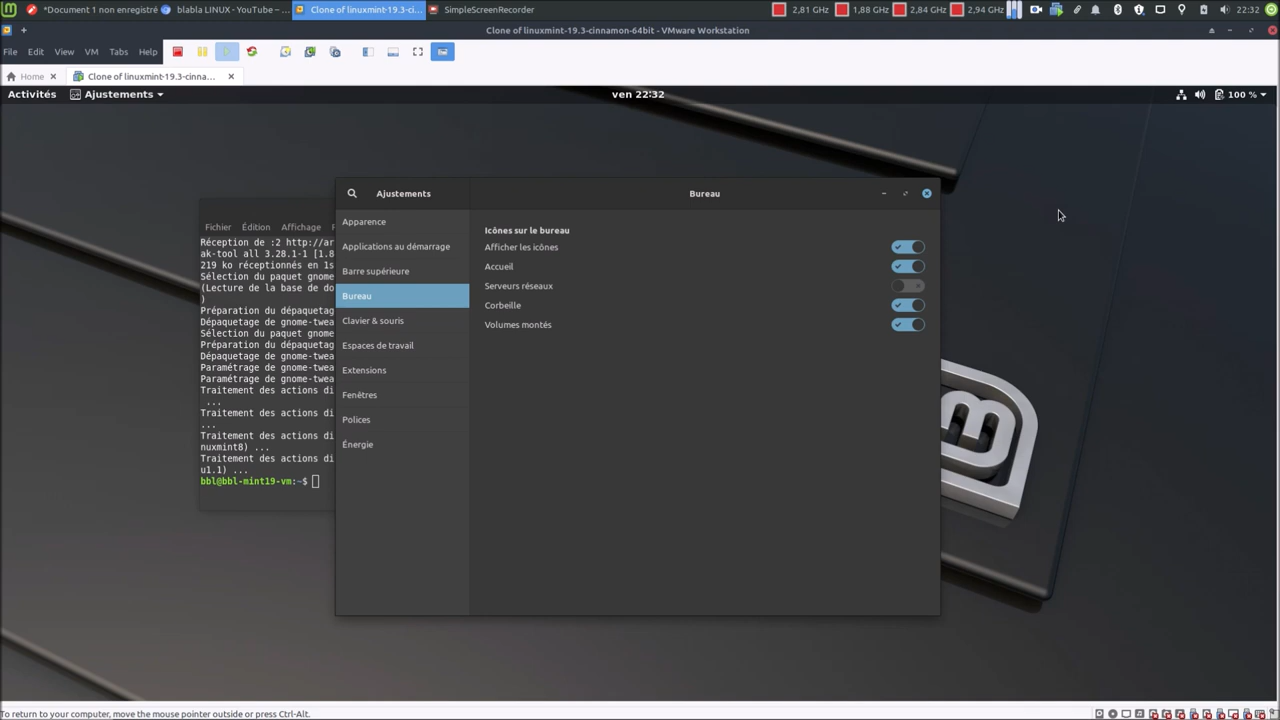 *Document 1 non enregistré
blabla LINUX - YouTube – ...
Clone of linuxmint-19.3-ci...
SimpleScreenRecorder
2,81 GHz
1,88 GHz
2,84 GHz
2,94 GHz
22:32
Clone of linuxmint-19.3-cinnamon-64bit - VMware Workstation
File Edit View VM Tabs Help
Home
Clone of linuxmint-19.3-cinna...
Activités
Ajustements
ven 22:32
100 %
Ajustements
Bureau
Apparence
Applications au démarrage
Barre supérieure
Bureau
Clavier & souris
Espaces de travail
Extensions
Fenêtres
Polices
Énergie
Icônes sur le bureau
Afficher les icônes
Accueil
Serveurs réseaux
Corbeille
Volumes montés
Fichier Édition Affichage
Réception de :2 http://ar
ak-tool all 3.28.1-1 [1.8
219 ko réceptionnés en 1s
Sélection du paquet gnome
(Lecture de la base de do
)
Préparation du dépaquetag
Dépaquetage de gnome-twea
Sélection du paquet gnome
Préparation du dépaquetag
Dépaquetage de gnome-twea
Paramétrage de gnome-twea
Paramétrage de gnome-twea
Traitement des actions di
...
Traitement des actions di
...
Traitement des actions di
nuxmint8) ...
Traitement des actions di
u1.1) ...
bbl@bbl-mint19-vm:~$
To return to your computer, move the mouse pointer outside or press Ctrl-Alt.